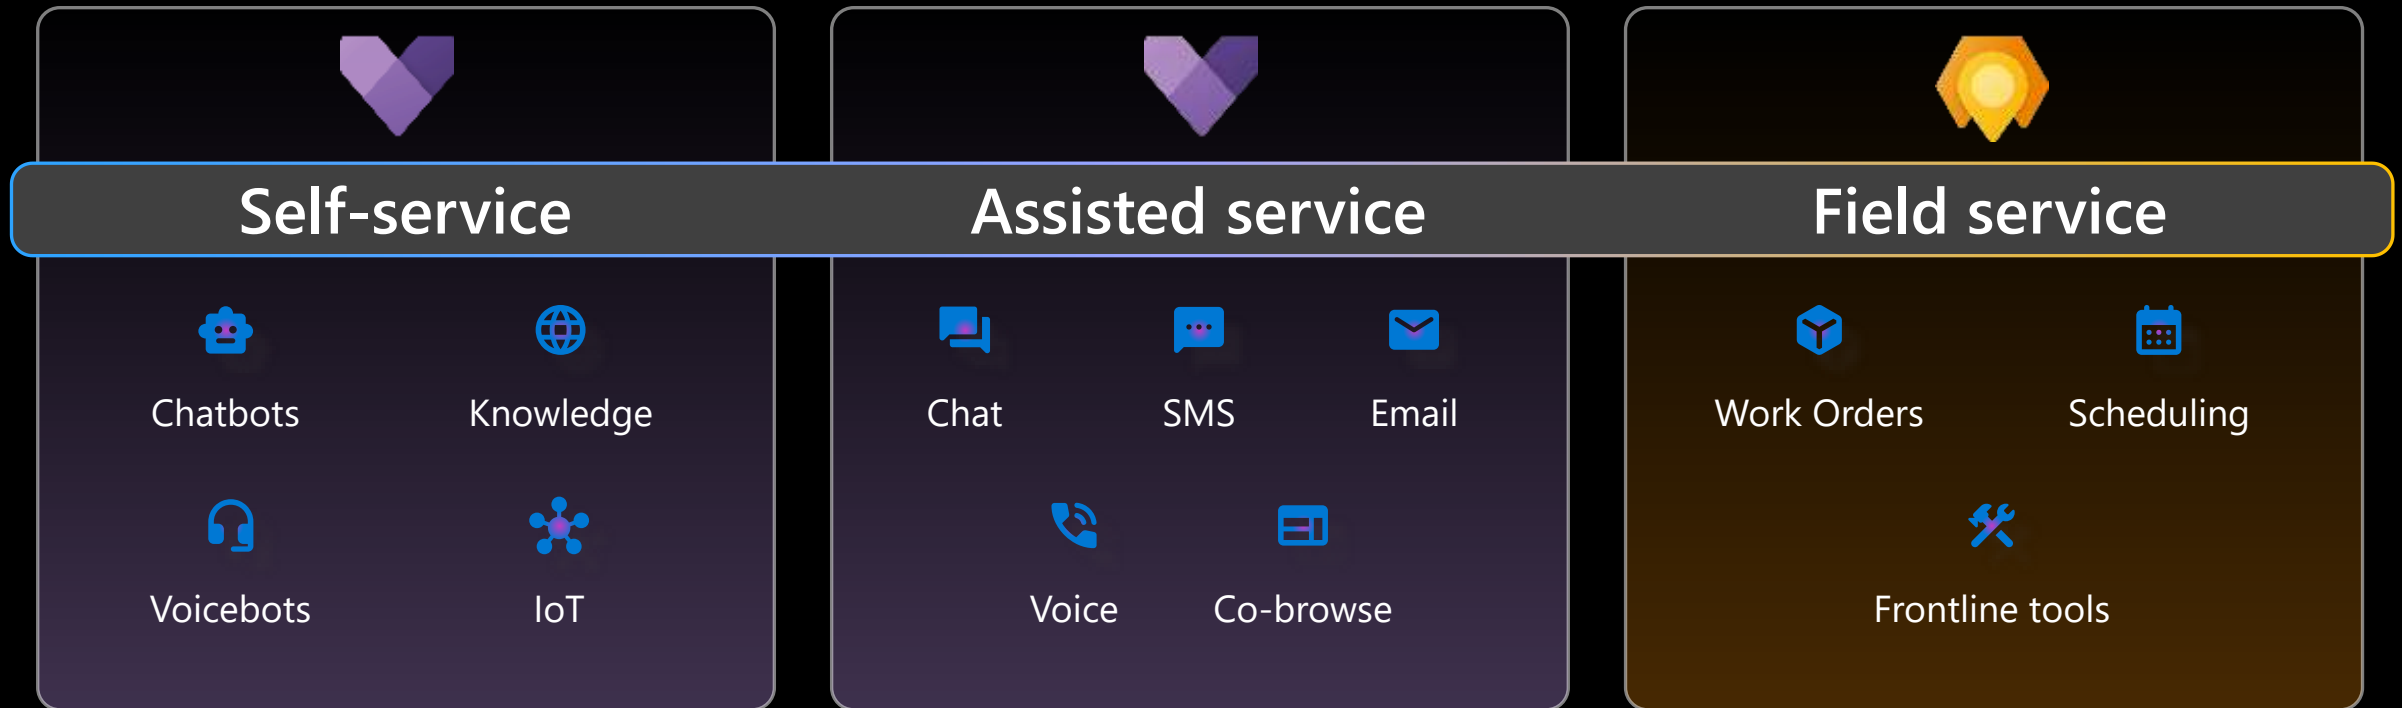 Self-service
Assisted service
Field service
Chatbots
Knowledge
Voicebots
IoT
Chat
SMS
Email
Voice
Co-browse
Work Orders
Scheduling
Frontline tools